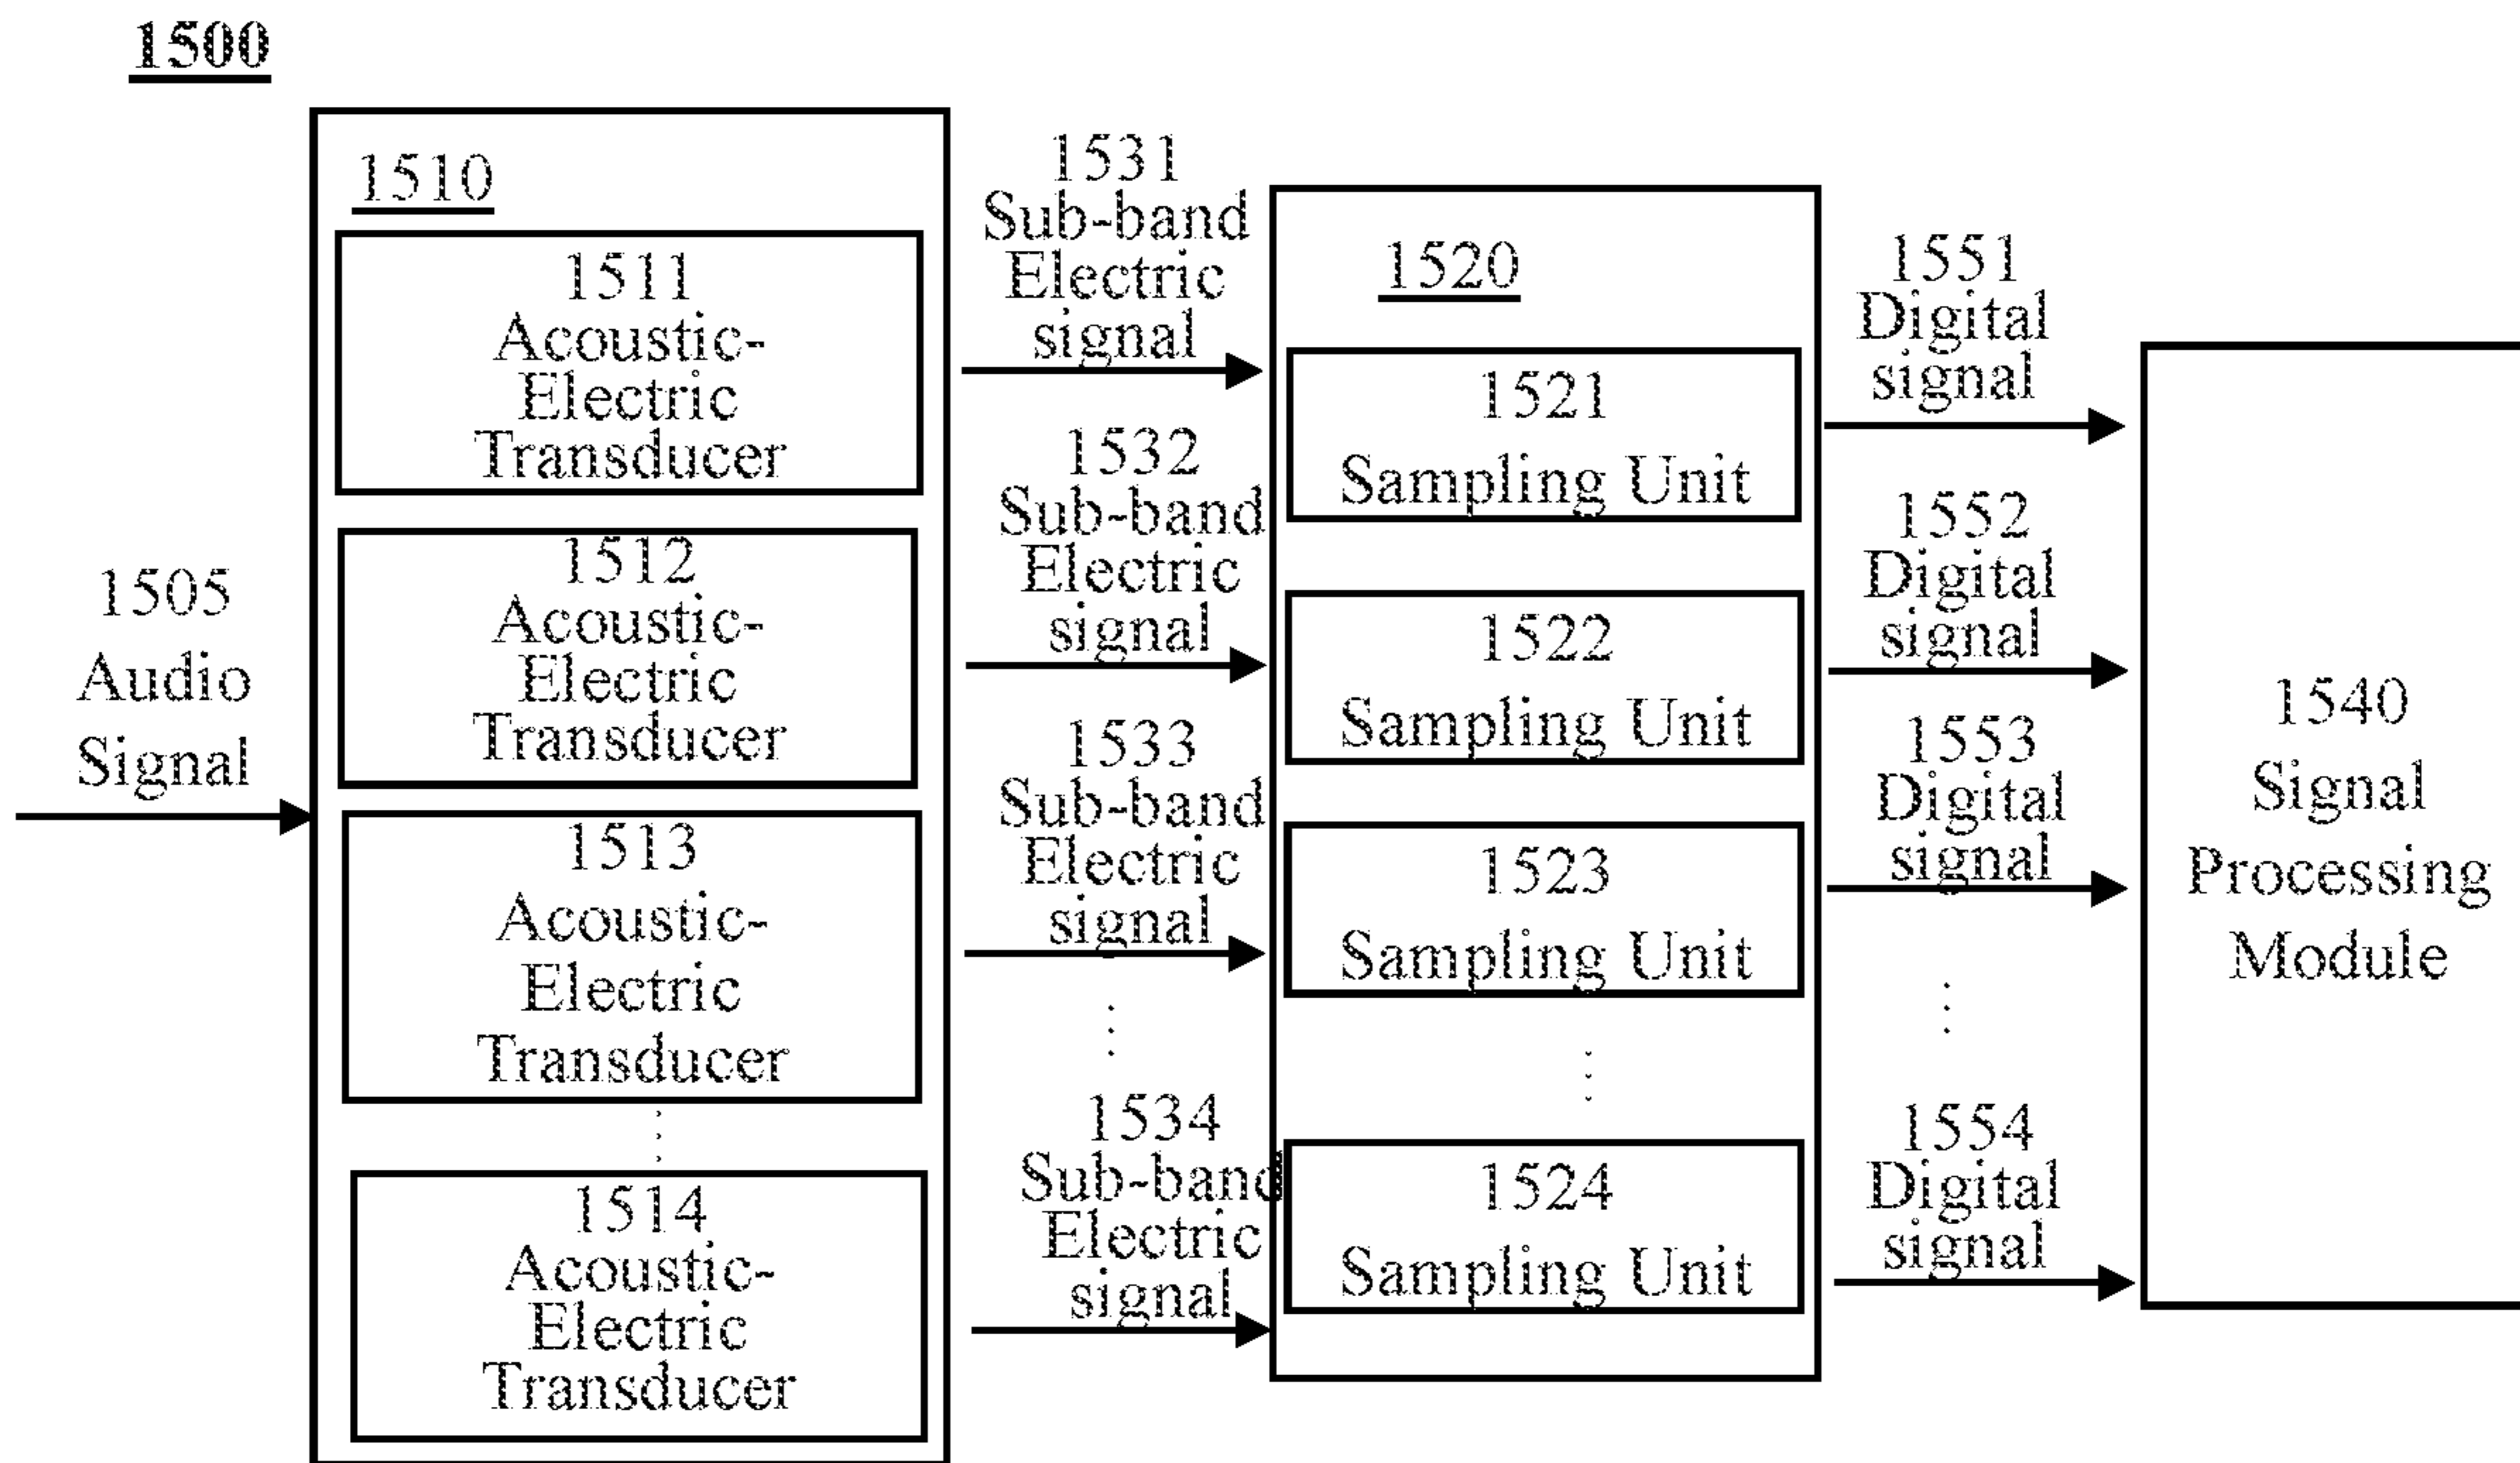 1500
1505
Audio
Signal
1510
1511
Acoustic-
Electric
Transducer
1512
Acoustic-
Electric
Transducer
1513
Acoustic-
Electric
Transducer
1514
Acoustic-
Electric
Transducer
1531
Sub-band
Electric
signal
1532
Sub-band
Electric
signal
1533
Sub-band
Electric
signal
1534
Sub-band
Electric
signal
1520
1521
Sampling Unit
1522
Sampling Unit
1523
Sampling Unit
1524
Sampling Unit
1551
Digital
signal
1552
Digital
signal
1553
Digital
signal
1554
Digital
signal
1540
Signal
Processing
Module